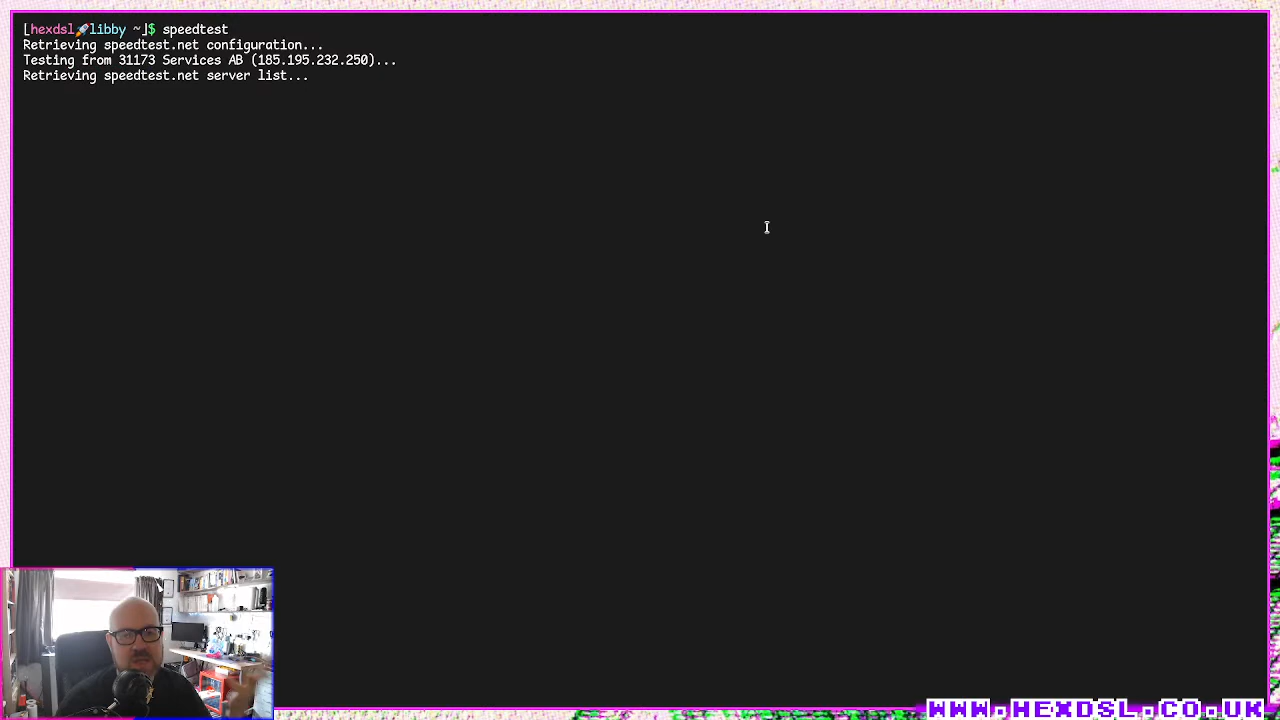 [hexdsl🚀libby ~]$ speedtest
Retrieving speedtest.net configuration...
Testing from 31173 Services AB (185.195.232.250)...
Retrieving speedtest.net server list...
WWW.HEXDSL.CO.UK